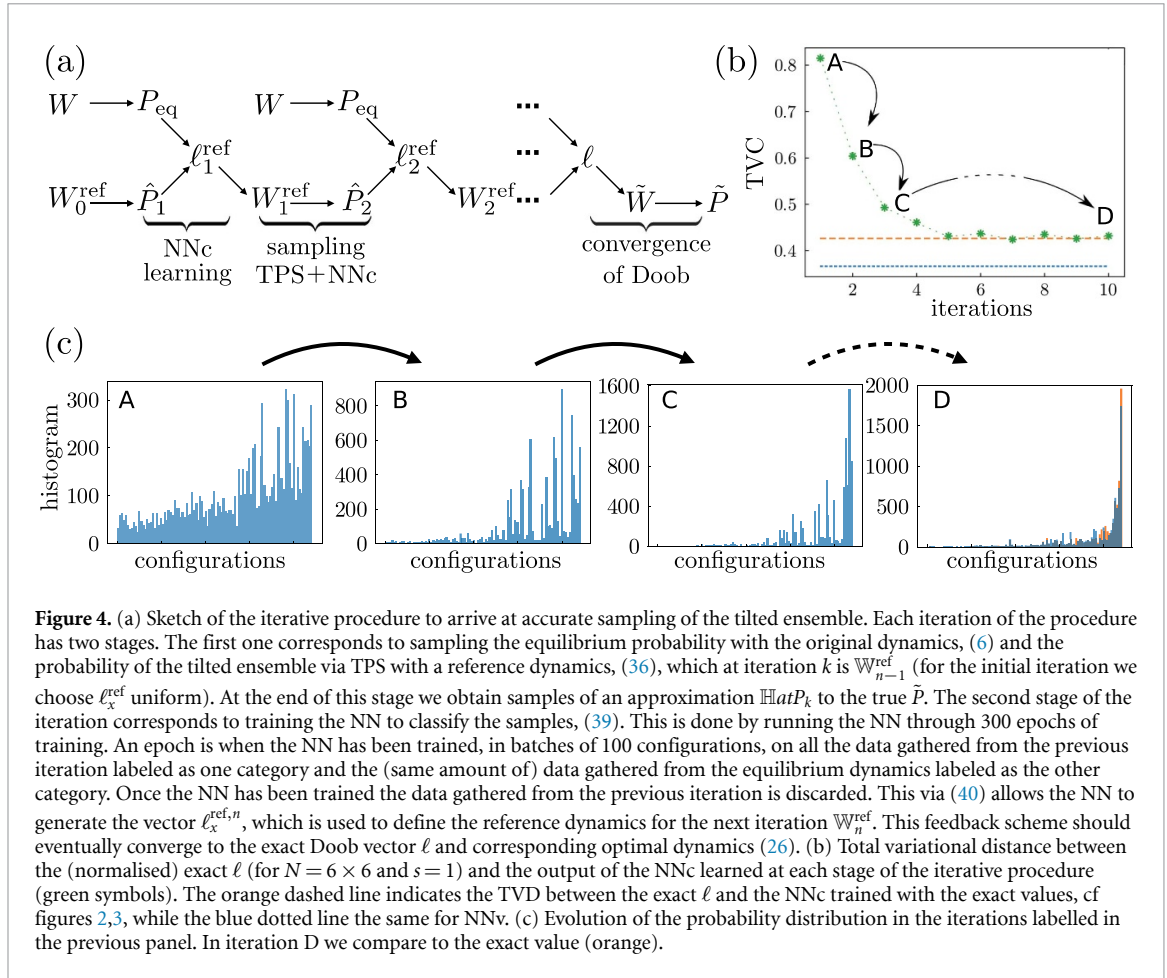 (a)
W → P_eq W → P_eq ...
ℓ_1^ref ℓ_2^ref ... ℓ
W_0^ref → P̂_1 W_1^ref → P̂_2 W_2^ref ... W̃ → P̃
NNc
learning
sampling
TPS+NNc
convergence
of Doob
(b)
TVC
0.8
0.7
0.6
0.5
0.4
A
B
C
D
2 4 6 8 10
iterations
(c)
histogram
A
300
200
100
0
configurations
B
800
600
400
200
0
configurations
C
1600
1200
800
400
0
configurations
D
2000
1500
1000
500
0
configurations
Figure 4. (a) Sketch of the iterative procedure to arrive at accurate sampling of the tilted ensemble. Each iteration of the procedure
has two stages. The first one corresponds to sampling the equilibrium probability with the original dynamics, (6) and the
probability of the tilted ensemble via TPS with a reference dynamics, (36), which at iteration k is 𝕎_{n−1}^ref (for the initial iteration we
choose ℓ_x^ref uniform). At the end of this stage we obtain samples of an approximation ℍatP_k to the true P̃. The second stage of the
iteration corresponds to training the NN to classify the samples, (39). This is done by running the NN through 300 epochs of
training. An epoch is when the NN has been trained, in batches of 100 configurations, on all the data gathered from the previous
iteration labeled as one category and the (same amount of) data gathered from the equilibrium dynamics labeled as the other
category. Once the NN has been trained the data gathered from the previous iteration is discarded. This via (40) allows the NN to
generate the vector ℓ_x^{ref,n}, which is used to define the reference dynamics for the next iteration 𝕎_n^ref. This feedback scheme should
eventually converge to the exact Doob vector ℓ and corresponding optimal dynamics (26). (b) Total variational distance between
the (normalised) exact ℓ (for N = 6 × 6 and s = 1) and the output of the NNc learned at each stage of the iterative procedure
(green symbols). The orange dashed line indicates the TVD between the exact ℓ and the NNc trained with the exact values, cf
figures 2,3, while the blue dotted line the same for NNv. (c) Evolution of the probability distribution in the iterations labelled in
the previous panel. In iteration D we compare to the exact value (orange).